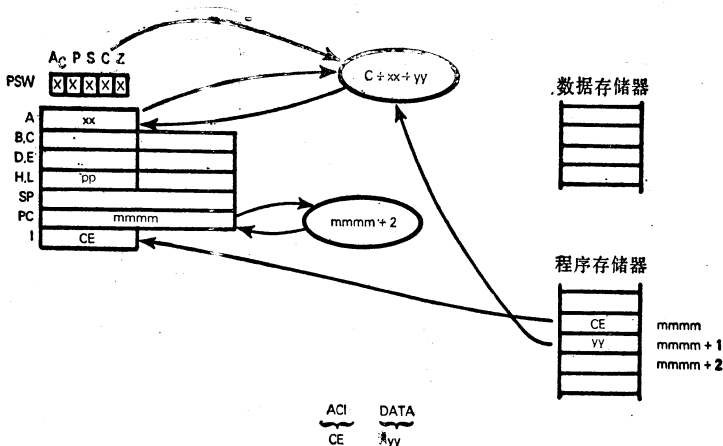 A_C P S C Z
PSW X X X X X
C ÷ xx ÷ yy
A xx
B,C
D,E
H,L pp
SP
PC mmmm
mmmm + 2
I CE
数据存储器
程序存储器
CE mmmm
yy mmmm + 1
mmmm + 2
ACI DATA
CE yy